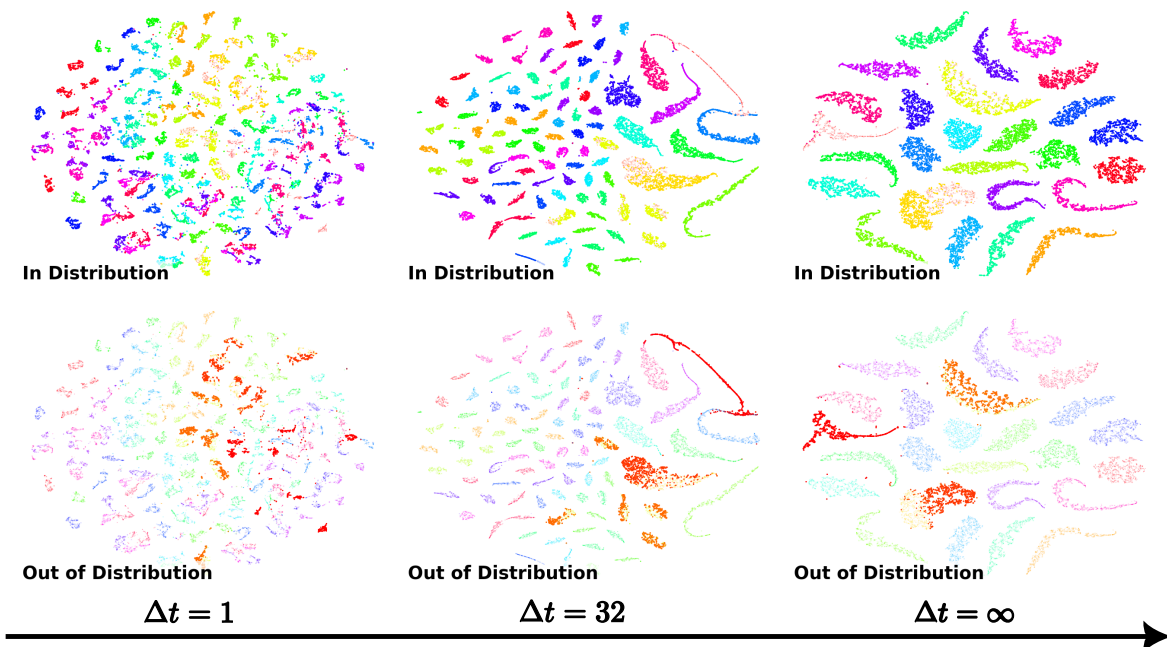 In Distribution
In Distribution
In Distribution
Out of Distribution
Out of Distribution
Out of Distribution
Δt = 1
Δt = 32
Δt = ∞